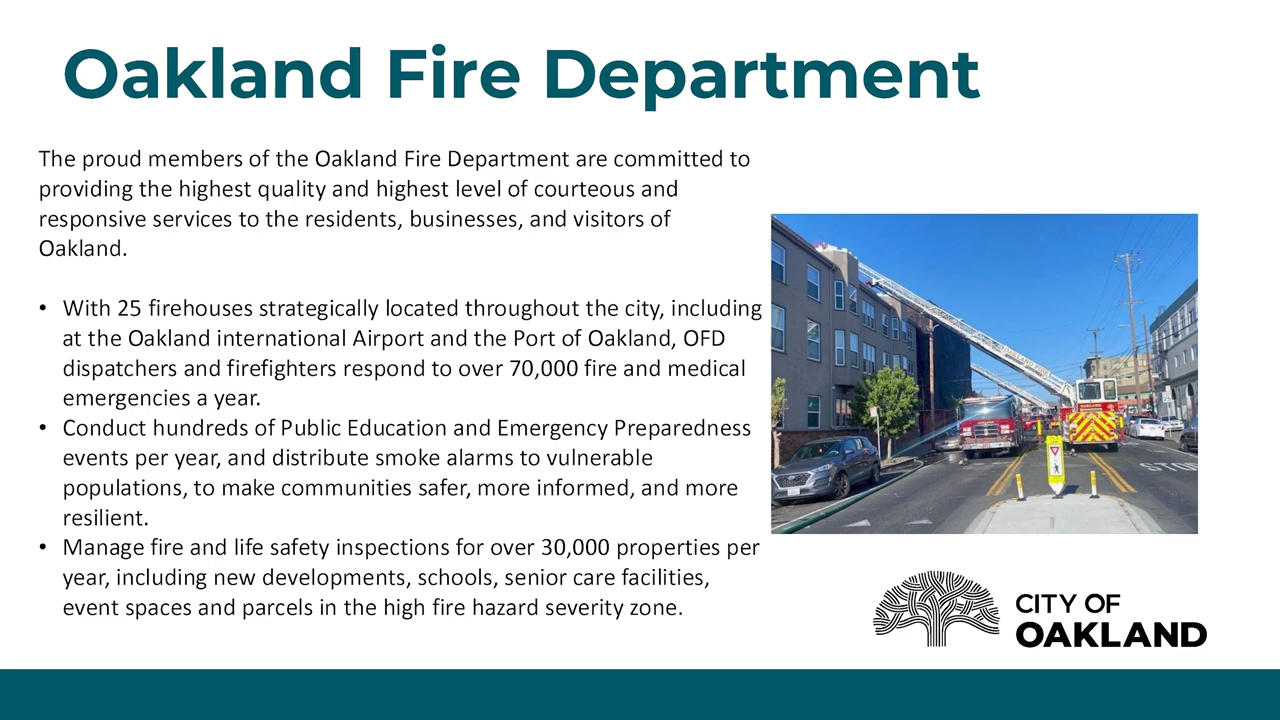 Oakland Fire Department
The proud members of the Oakland Fire Department are committed to
providing the highest quality and highest level of courteous and
responsive services to the residents, businesses, and visitors of
Oakland.
• With 25 firehouses strategically located throughout the city, including
at the Oakland international Airport and the Port of Oakland, OFD
dispatchers and firefighters respond to over 70,000 fire and medical
emergencies a year.
• Conduct hundreds of Public Education and Emergency Preparedness
events per year, and distribute smoke alarms to vulnerable
populations, to make communities safer, more informed, and more
resilient.
• Manage fire and life safety inspections for over 30,000 properties per
year, including new developments, schools, senior care facilities,
event spaces and parcels in the high fire hazard severity zone.
OAKLAND FIRE
OAKLAND
STOP
CITY OF
OAKLAND